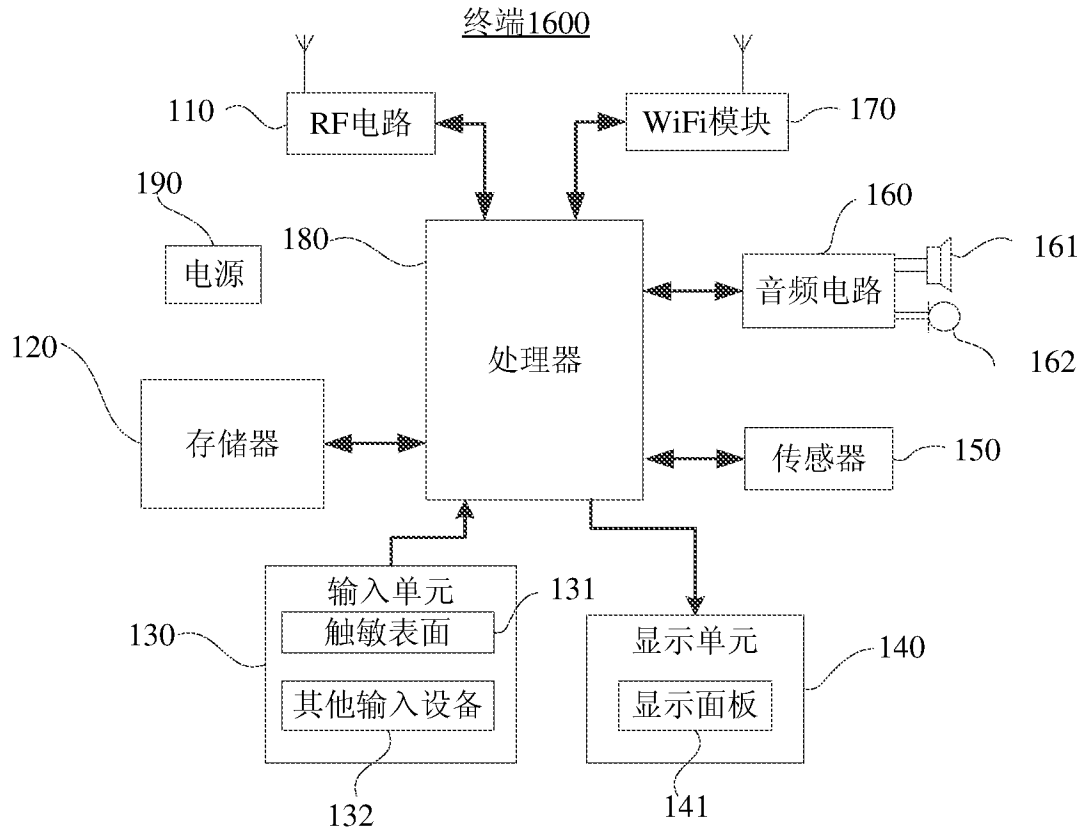 终端1600
110
RF电路
WiFi模块
170
190
180
160
161
电源
音频电路
120
处理器
162
存储器
传感器
150
输入单元
131
130
触敏表面
显示单元
140
其他输入设备
显示面板
132
141